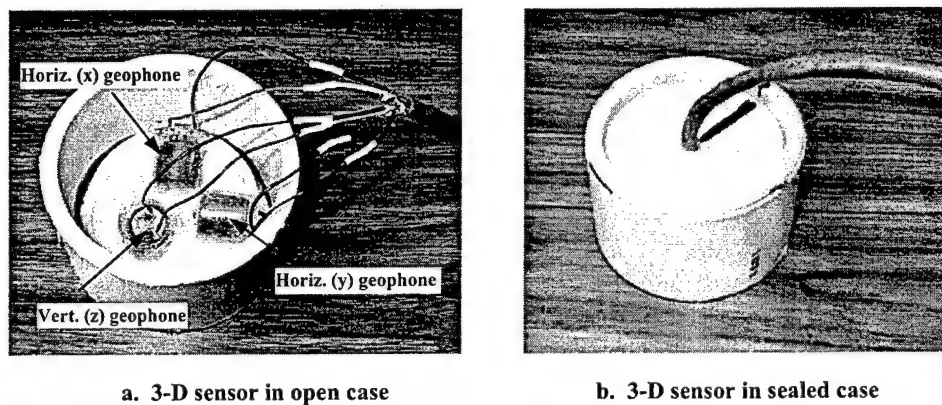 Horiz. (x) geophone
Horiz. (y) geophone
Vert. (z) geophone
a. 3-D sensor in open case
b. 3-D sensor in sealed case